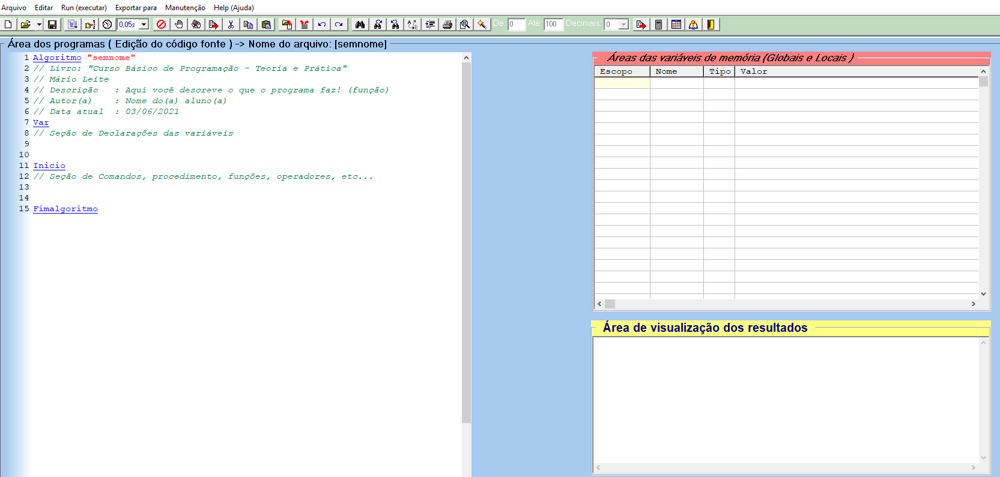 Arquivo Editar Run (executar) Exportar para Manutenção Help (Ajuda)
0,05s De: 0 Até: 100 Decimais: 0
Área dos programas ( Edição do código fonte ) -> Nome do arquivo: [semnome]
1 Algoritmo "semnome"
2 // Livro: "Curso Básico de Programação - Teoria e Prática"
3 // Mário Leite
4 // Descrição   : Aqui você descreve o que o programa faz! (função)
5 // Autor(a)    : Nome do(a) aluno(a)
6 // Data atual  : 03/06/2021
7 Var
8 // Seção de Declarações das variáveis
9
10
11 Inicio
12 // Seção de Comandos, procedimento, funções, operadores, etc...
13
14
15 Fimalgoritmo
Áreas das variáveis de memória (Globais e Locais )
Escopo Nome Tipo Valor
Área de visualização dos resultados